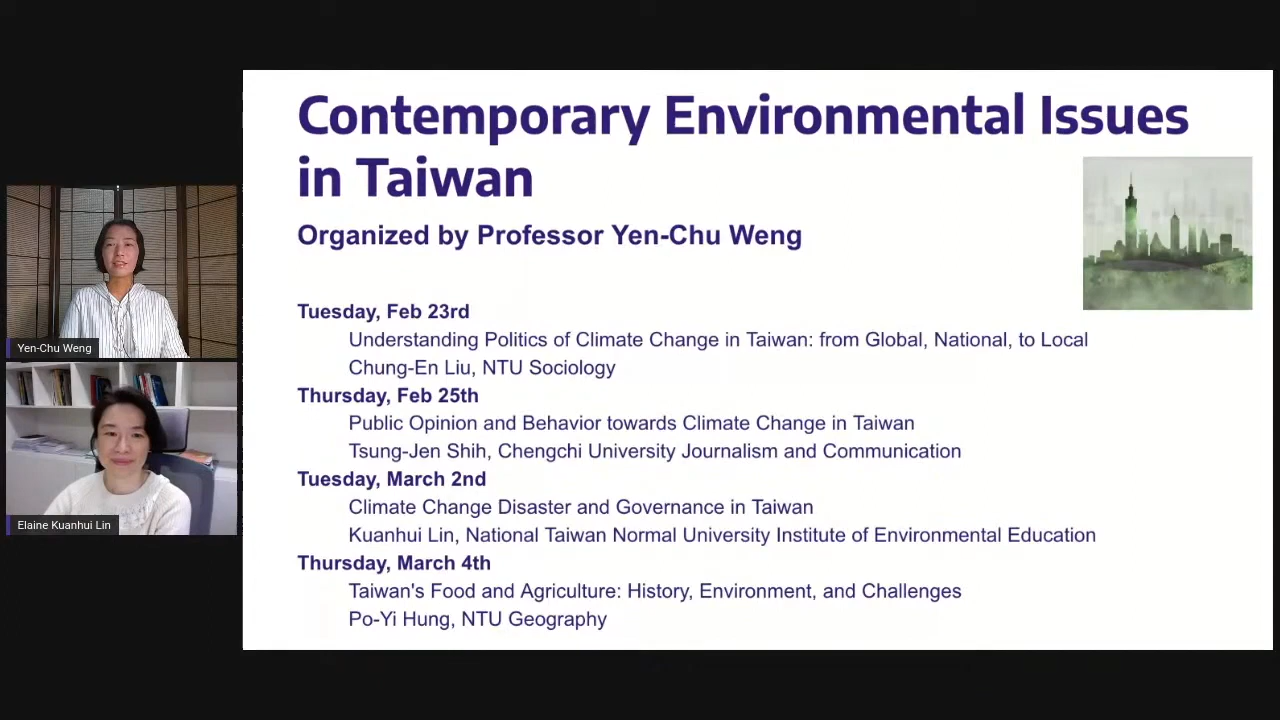 Contemporary Environmental Issues
in Taiwan
Organized by Professor Yen-Chu Weng
Tuesday, Feb 23rd
Understanding Politics of Climate Change in Taiwan: from Global, National, to Local
Chung-En Liu, NTU Sociology
Thursday, Feb 25th
Public Opinion and Behavior towards Climate Change in Taiwan
Tsung-Jen Shih, Chengchi University Journalism and Communication
Tuesday, March 2nd
Climate Change Disaster and Governance in Taiwan
Kuanhui Lin, National Taiwan Normal University Institute of Environmental Education
Thursday, March 4th
Taiwan's Food and Agriculture: History, Environment, and Challenges
Po-Yi Hung, NTU Geography
Yen-Chu Weng
Elaine Kuanhui Lin